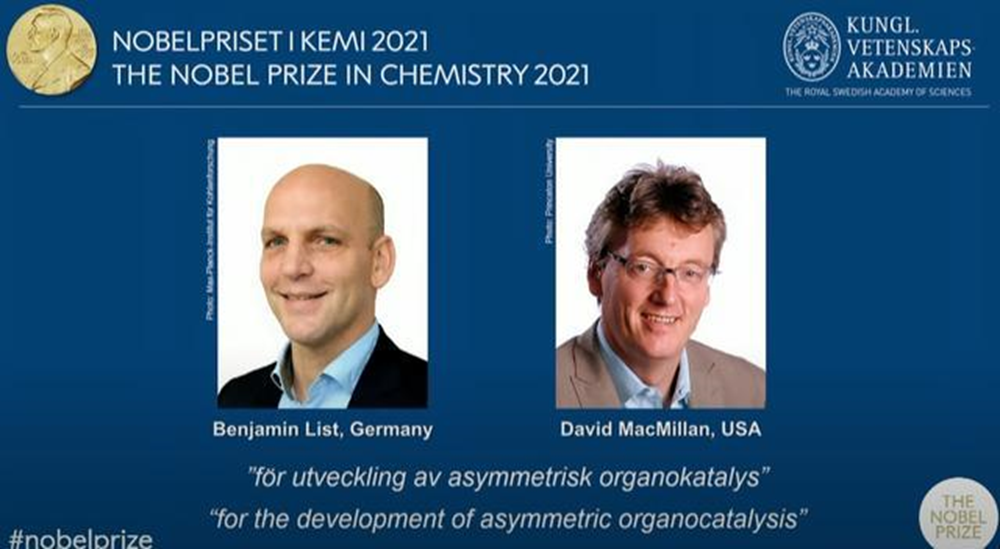 NOBELPRISET I KEMI 2021
THE NOBEL PRIZE IN CHEMISTRY 2021
KUNGL.
VETENSKAPS-
AKADEMIEN
THE ROYAL SWEDISH ACADEMY OF SCIENCES
Photo: Max-Planck-Institut für Kohlenforschung
Photo: Princeton University
Benjamin List, Germany
David MacMillan, USA
"för utveckling av asymmetrisk organokatalys"
"for the development of asymmetric organocatalysis"
#nobelprize
THE
NOBEL
PRIZE